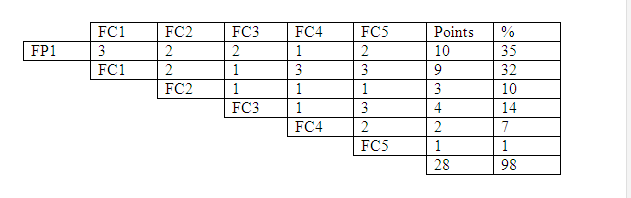 FC1 FC2 FC3 FC4 FC5 Points %
FP1 3 2 2 1 2 10 35
FC1 2 1 3 3 9 32
FC2 1 1 1 3 10
FC3 1 3 4 14
FC4 2 2 7
FC5 1 1
28 98